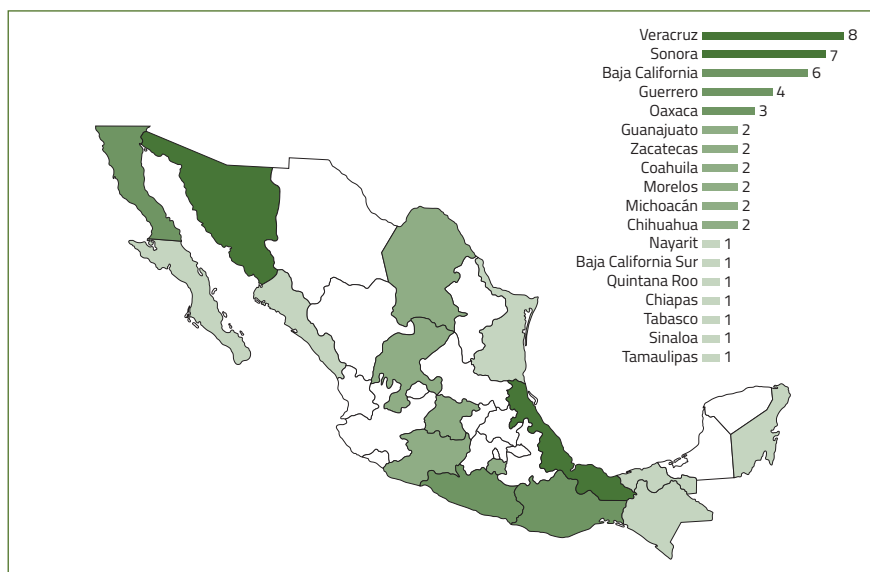 Veracruz 8
Sonora 7
Baja California 6
Guerrero 4
Oaxaca 3
Guanajuato 2
Zacatecas 2
Coahuila 2
Morelos 2
Michoacán 2
Chihuahua 2
Nayarit 1
Baja California Sur 1
Quintana Roo 1
Chiapas 1
Tabasco 1
Sinaloa 1
Tamaulipas 1